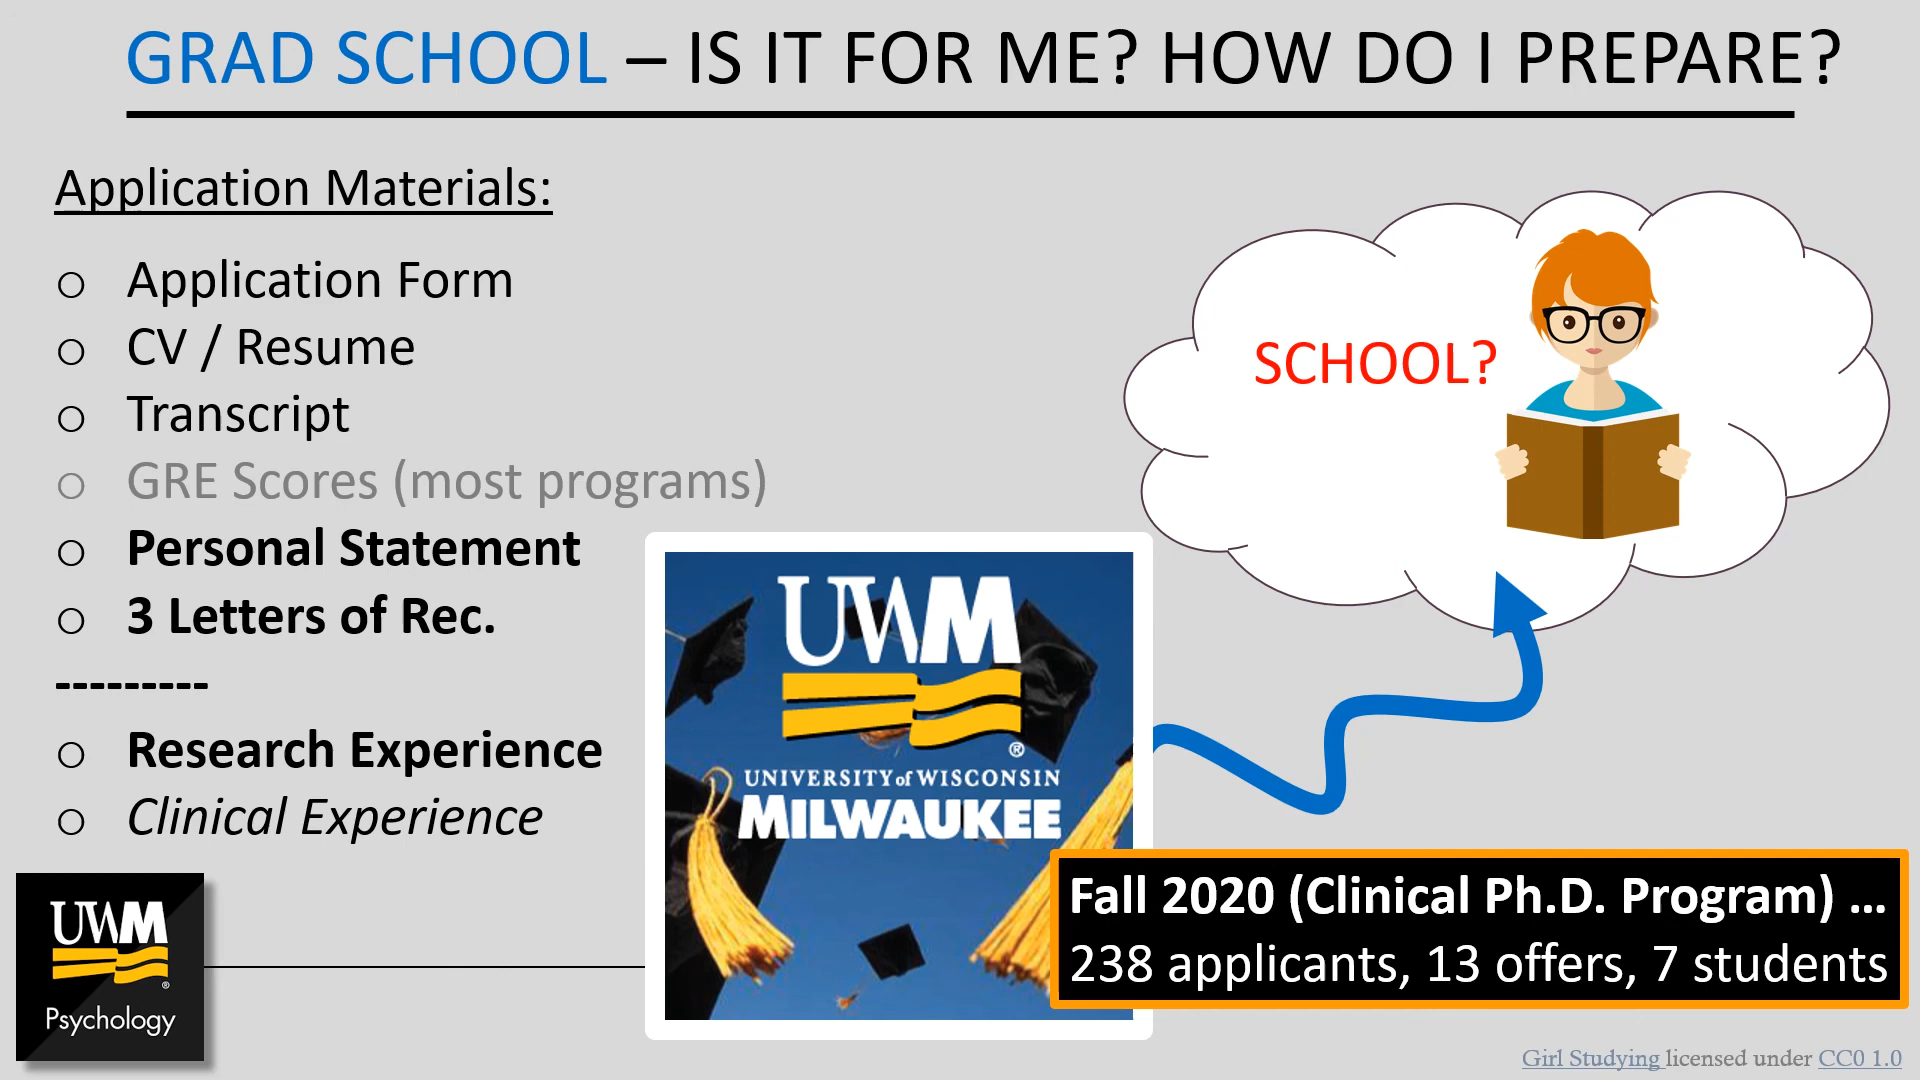 GRAD SCHOOL – IS IT FOR ME? HOW DO I PREPARE?
Application Materials:
o Application Form
o CV / Resume
o Transcript
o GRE Scores (most programs)
o Personal Statement
o 3 Letters of Rec.
---------
o Research Experience
o Clinical Experience
SCHOOL?
UWM
®
UNIVERSITY of WISCONSIN
MILWAUKEE
Fall 2020 (Clinical Ph.D. Program) ...
238 applicants, 13 offers, 7 students
UWM
®
Psychology
Girl Studying licensed under CC0 1.0